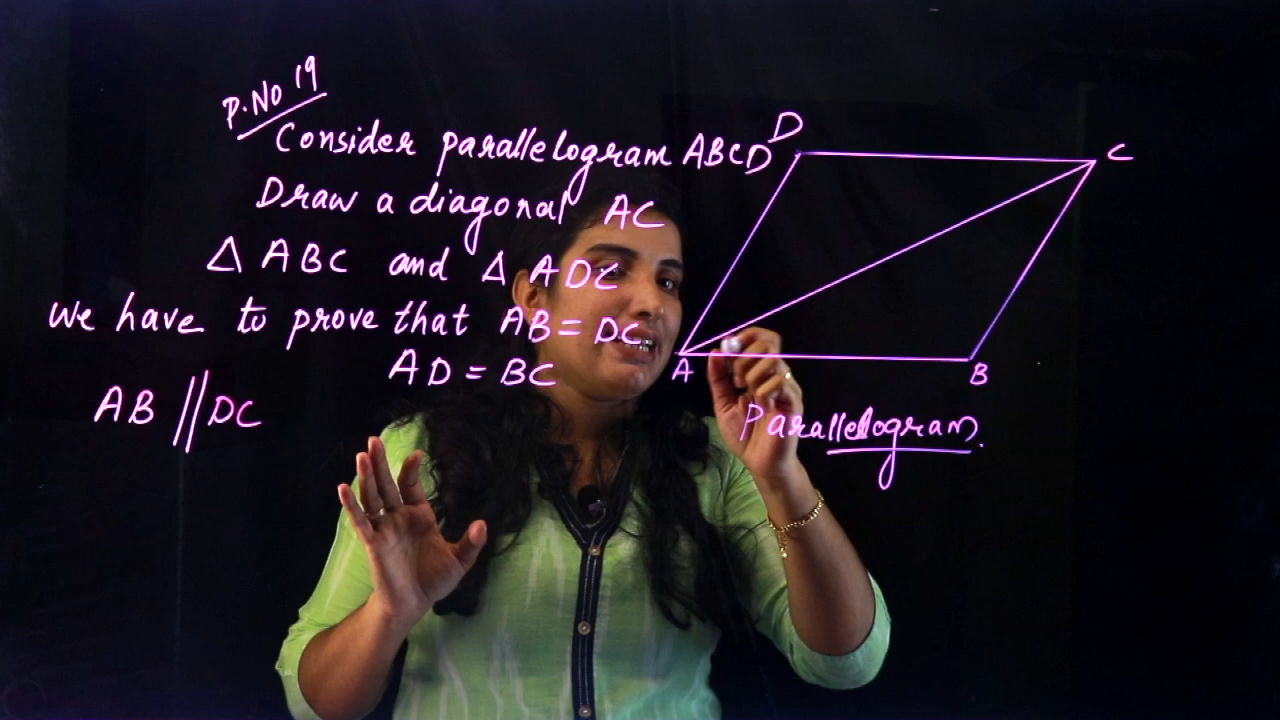 P.No 19
Consider parallelogram ABCD
Draw a diagonal AC
Δ ABC and Δ ADC
We have to prove that AB = DC
AD = BC
AB || DC
D
C
A
B
Parallelogram.